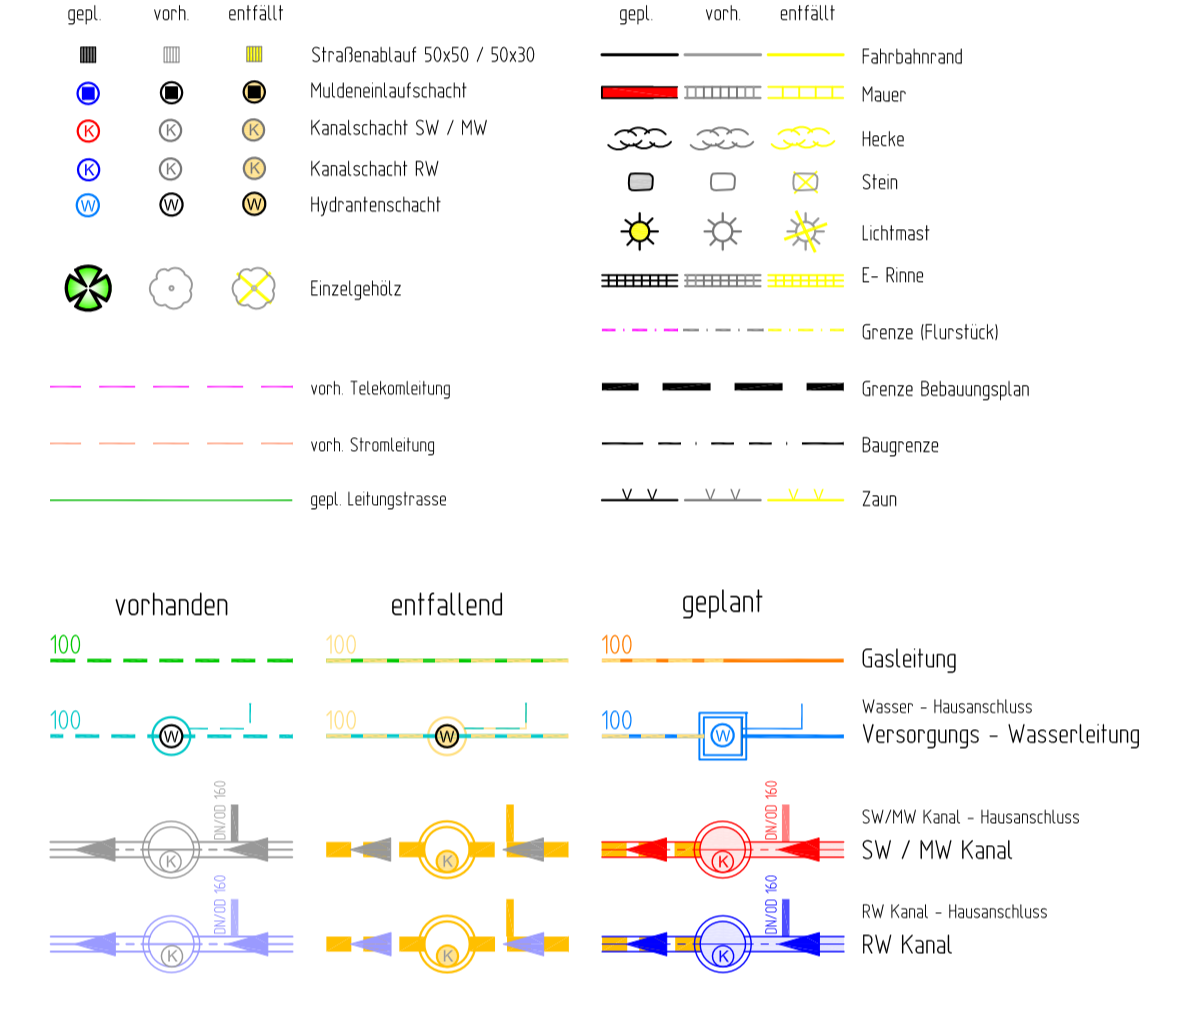 gepl. vorh. entfällt
Straßenablauf 50x50 / 50x30
Muldeneinlaufschacht
K K K Kanalschacht SW / MW
K K K Kanalschacht RW
W W W Hydrantenschacht
Einzelgehölz
vorh. Telekomleitung
vorh. Stromleitung
gepl. Leitungstrasse
gepl. vorh. entfällt
Fahrbahnrand
Mauer
Hecke
Stein
Lichtmast
E- Rinne
Grenze (Flurstück)
Grenze Bebauungsplan
Baugrenze
Zaun
vorhanden entfallend geplant
100 100 100 Gasleitung
Wasser - Hausanschluss
100 100 100
W W W Versorgungs - Wasserleitung
DN/OD 160 DN/OD 160 SW/MW Kanal - Hausanschluss
SW / MW Kanal
K K K
DN/OD 160 DN/OD 160 RW Kanal - Hausanschluss
RW Kanal
K K K